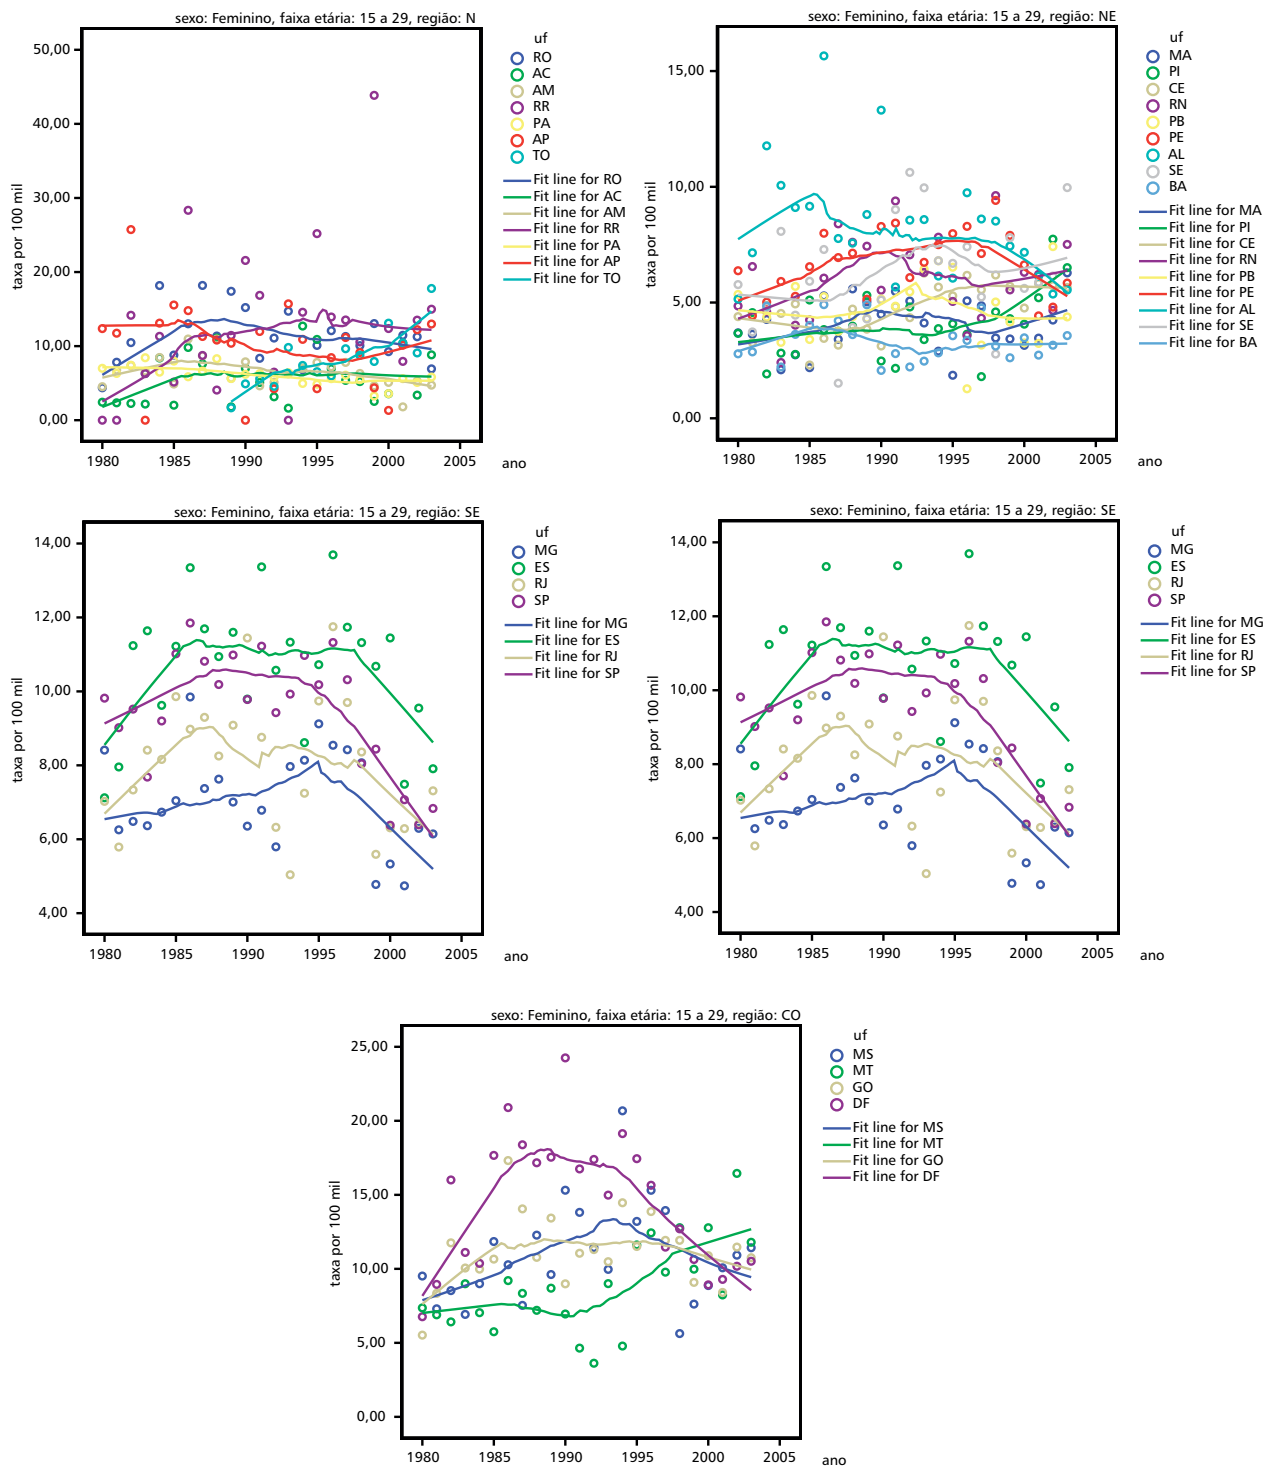 sexo: Feminino, faixa etária: 15 a 29, região: N
taxa por 100 mil
50,00
40,00
30,00
20,00
10,00
0,00
1980 1985 1990 1995 2000 2005
ano
uf
RO
AC
AM
RR
PA
AP
TO
Fit line for RO
Fit line for AC
Fit line for AM
Fit line for RR
Fit line for PA
Fit line for AP
Fit line for TO
sexo: Feminino, faixa etária: 15 a 29, região: NE
taxa por 100 mil
15,00
10,00
5,00
0,00
1980 1985 1990 1995 2000 2005
ano
uf
MA
PI
CE
RN
PB
PE
AL
SE
BA
Fit line for MA
Fit line for PI
Fit line for CE
Fit line for RN
Fit line for PB
Fit line for PE
Fit line for AL
Fit line for SE
Fit line for BA
sexo: Feminino, faixa etária: 15 a 29, região: SE
taxa por 100 mil
14,00
12,00
10,00
8,00
6,00
4,00
1980 1985 1990 1995 2000 2005
ano
uf
MG
ES
RJ
SP
Fit line for MG
Fit line for ES
Fit line for RJ
Fit line for SP
sexo: Feminino, faixa etária: 15 a 29, região: SE
taxa por 100 mil
14,00
12,00
10,00
8,00
6,00
4,00
1980 1985 1990 1995 2000 2005
ano
uf
MG
ES
RJ
SP
Fit line for MG
Fit line for ES
Fit line for RJ
Fit line for SP
sexo: Feminino, faixa etária: 15 a 29, região: CO
taxa por 100 mil
25,00
20,00
15,00
10,00
5,00
0,00
1980 1985 1990 1995 2000 2005
ano
uf
MS
MT
GO
DF
Fit line for MS
Fit line for MT
Fit line for GO
Fit line for DF